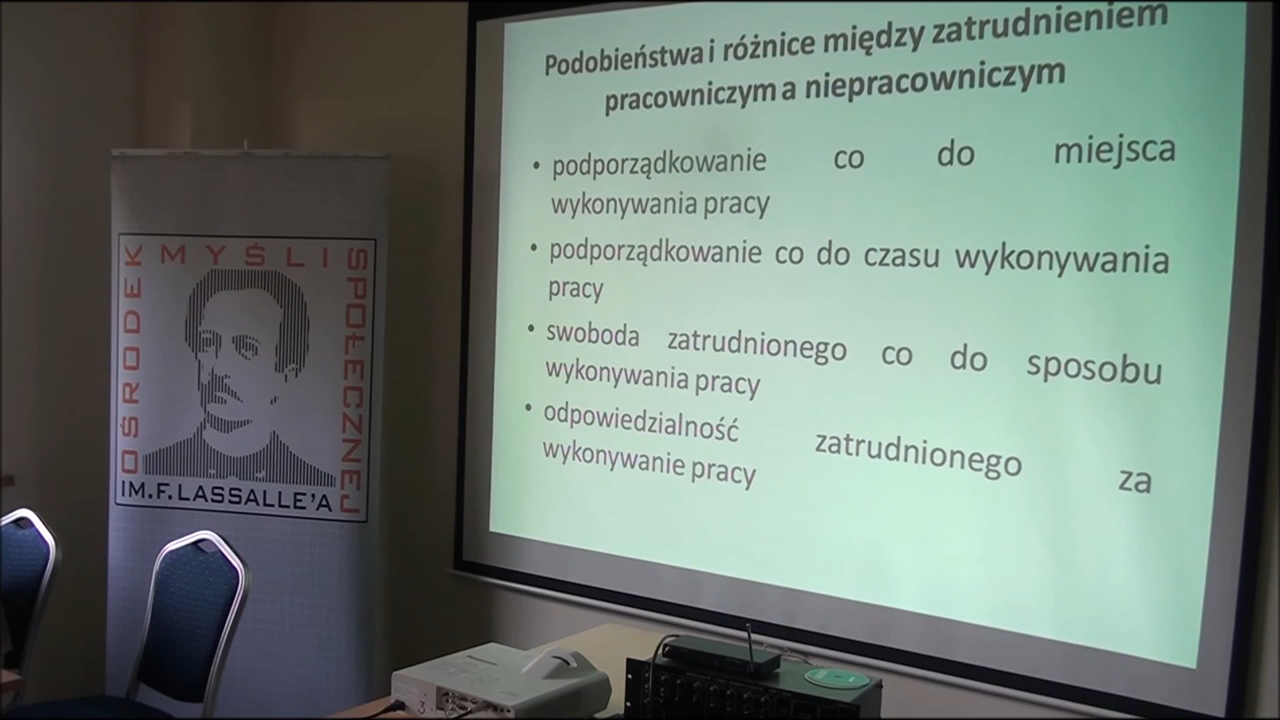 Podobieństwa i różnice między zatrudnieniem
pracowniczym a niepracowniczym
• podporządkowanie co do miejsca
wykonywania pracy
• podporządkowanie co do czasu wykonywania
pracy
• swoboda zatrudnionego co do sposobu
wykonywania pracy
• odpowiedzialność zatrudnionego za
wykonywanie pracy
OŚRODEK
MYŚLI
SPOŁECZNEJ
IM. F. LASSALLE'A